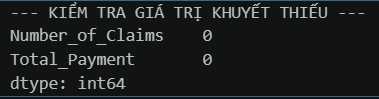 --- KIỂM TRA GIÁ TRỊ KHUYẾT THIẾU ---
Number_of_Claims    0
Total_Payment       0
dtype: int64